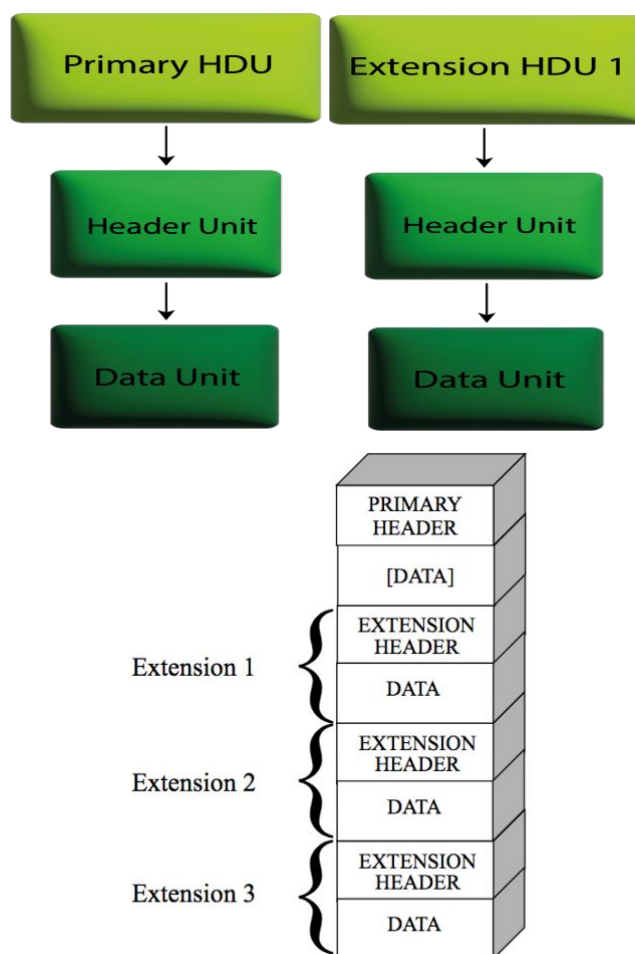 Primary HDU
Extension HDU 1
Header Unit
Header Unit
Data Unit
Data Unit
PRIMARY
HEADER
[DATA]
Extension 1
EXTENSION
HEADER
DATA
Extension 2
EXTENSION
HEADER
DATA
Extension 3
EXTENSION
HEADER
DATA